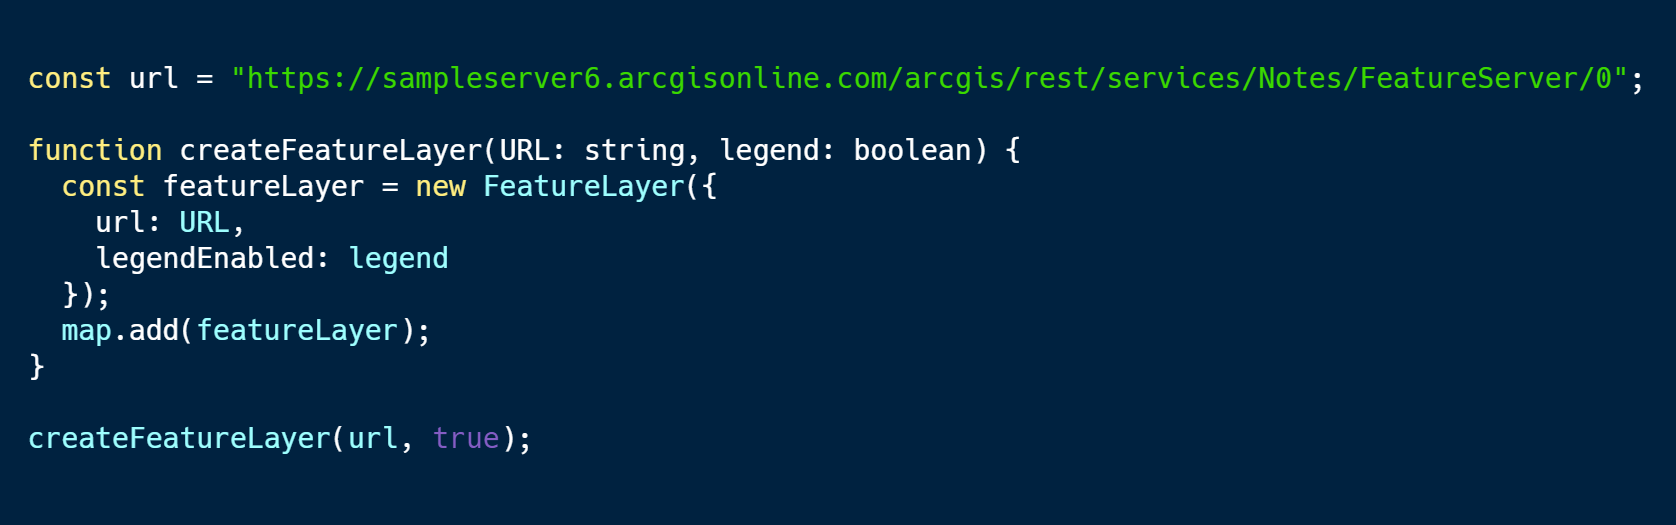 const url = "https://sampleserver6.arcgisonline.com/arcgis/rest/services/Notes/FeatureServer/0";
function createFeatureLayer(URL: string, legend: boolean) {
  const featureLayer = new FeatureLayer({
    url: URL,
    legendEnabled: legend
  });
  map.add(featureLayer);
}
createFeatureLayer(url, true);